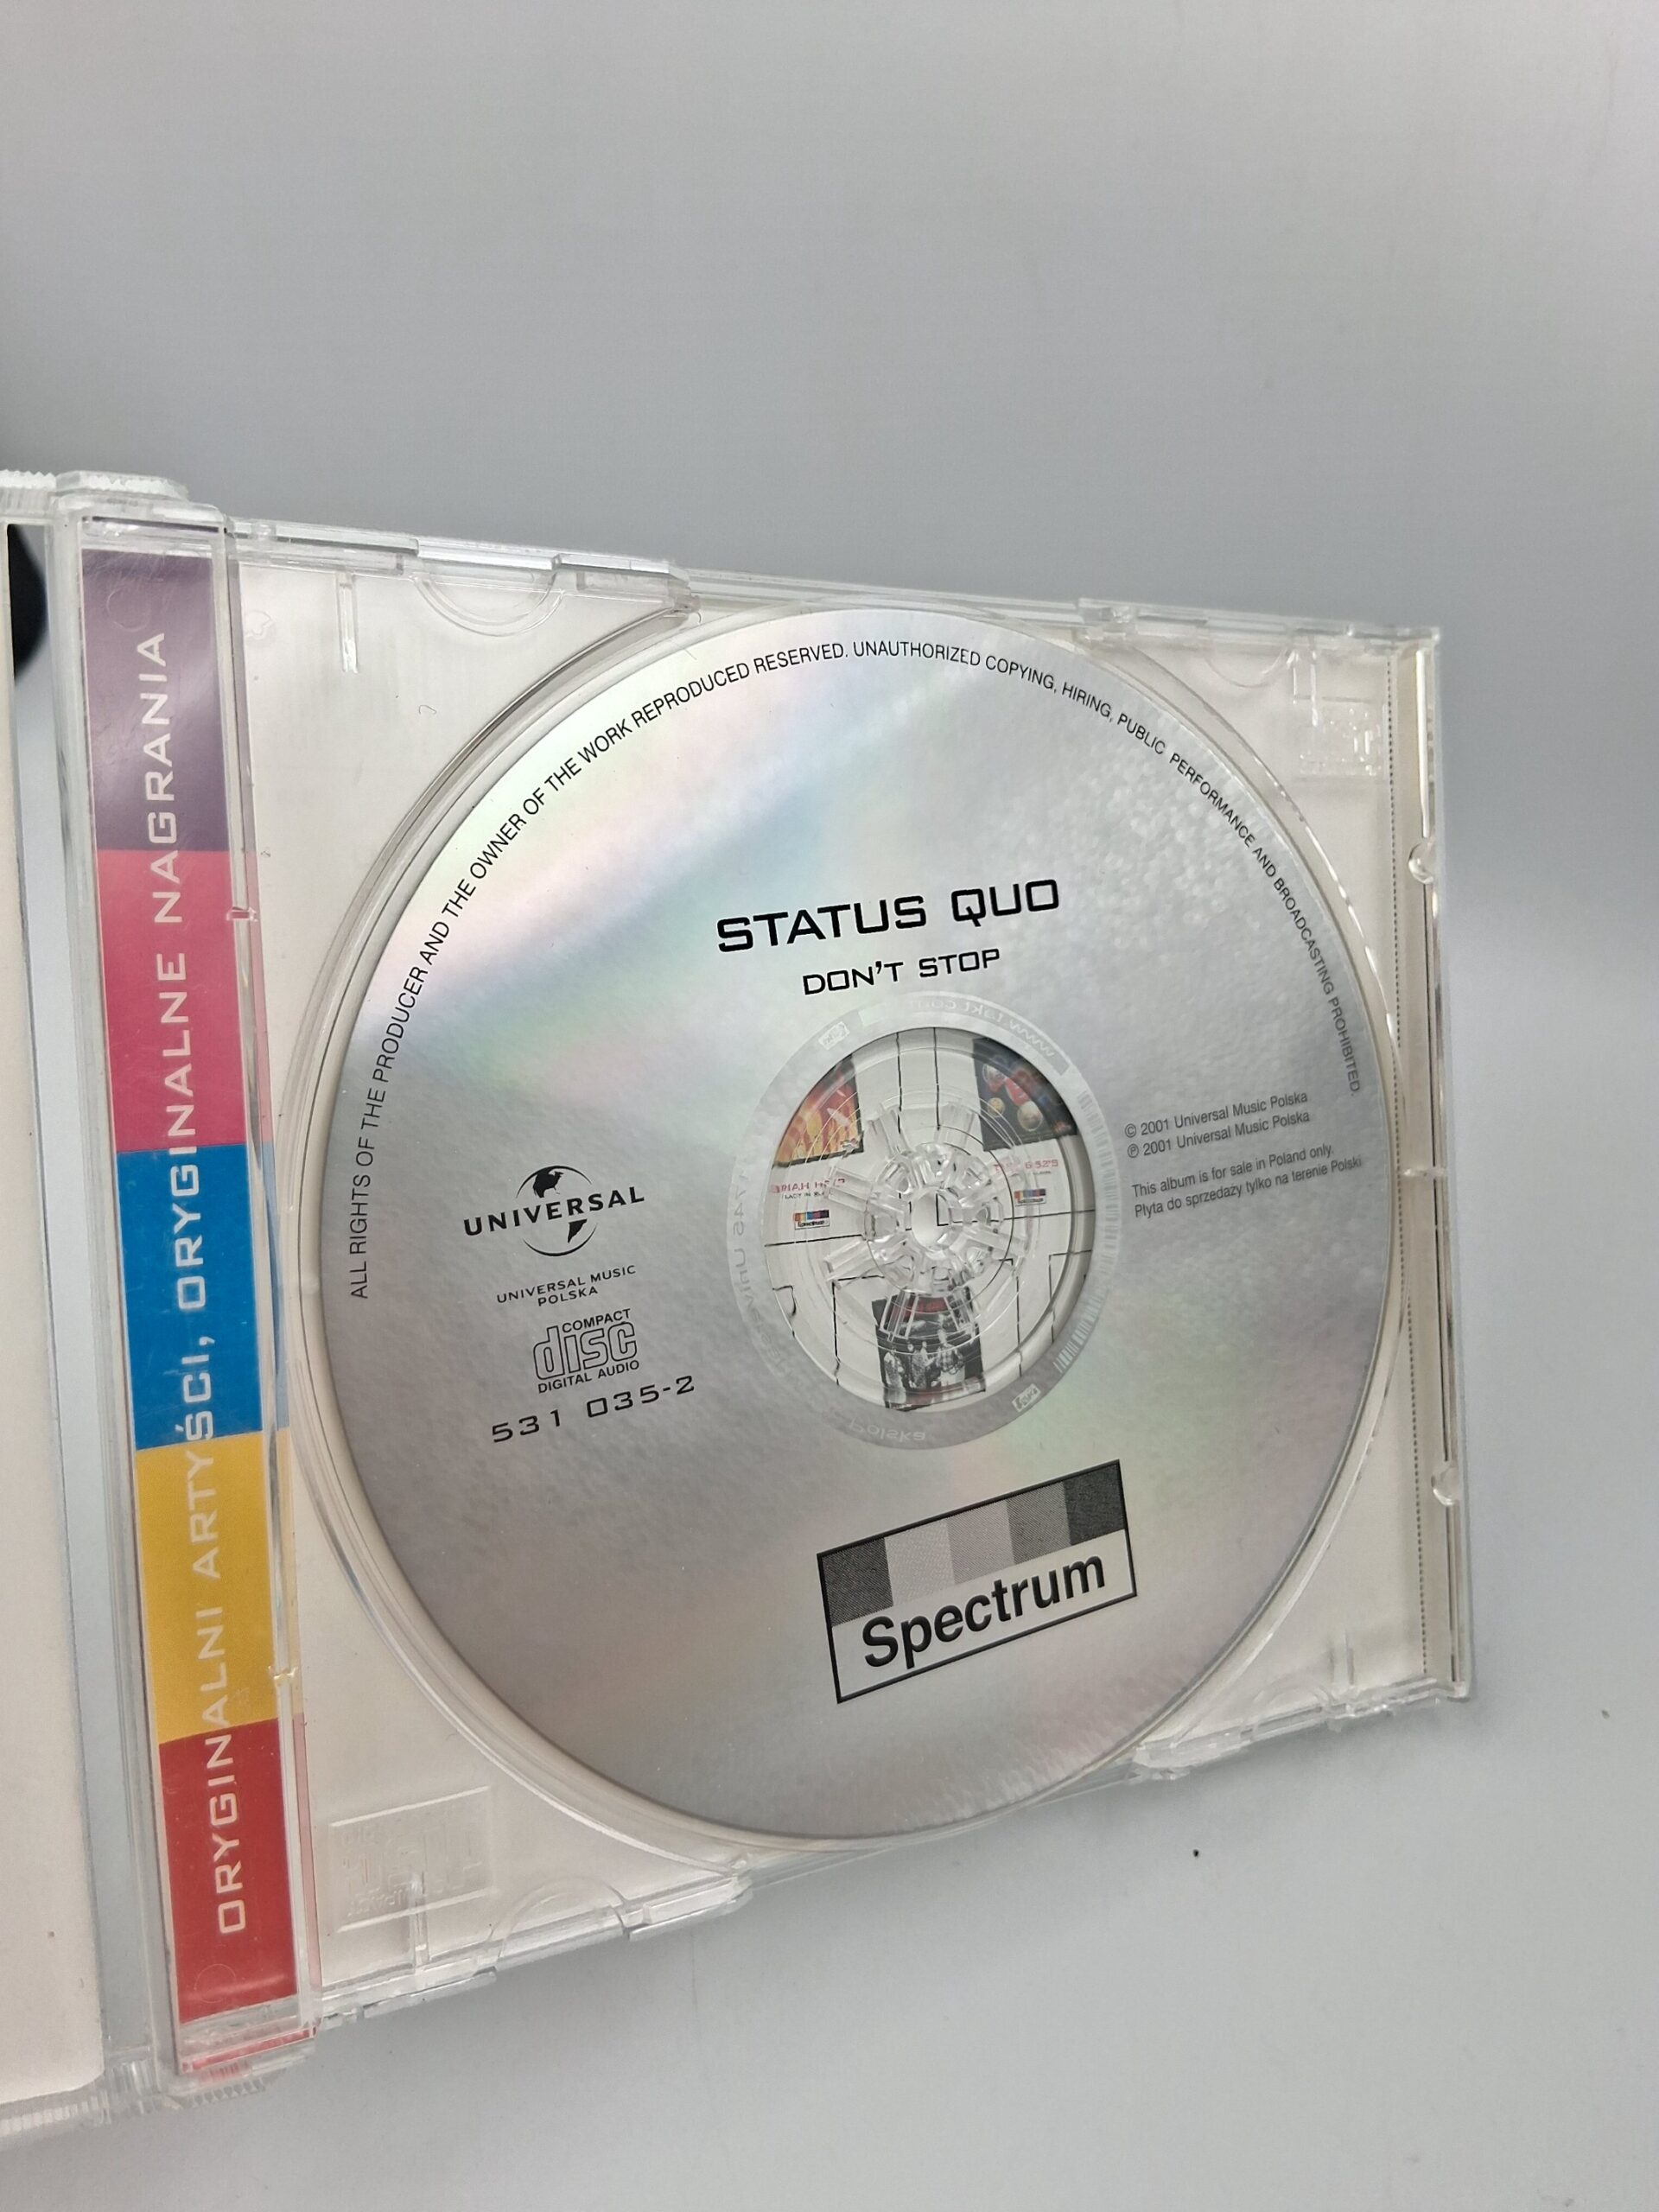 ORYGINALNI ARTYŚCI, ORYGINALNE NAGRANIA
ALL RIGHTS OF THE PRODUCER AND THE OWNER OF THE WORK REPRODUCED RESERVED. UNAUTHORIZED COPYING, HIRING, PUBLIC PERFORMANCE AND BROADCASTING PROHIBITED.
STATUS QUO
DON'T STOP
© 2001 Universal Music Polska
℗ 2001 Universal Music Polska
This album is for sale in Poland only.
Płyta do sprzedaży tylko na terenie Polski.
UNIVERSAL
UNIVERSAL MUSIC
POLSKA
COMPACT
disc
DIGITAL AUDIO
531 035-2
Polska
Spectrum